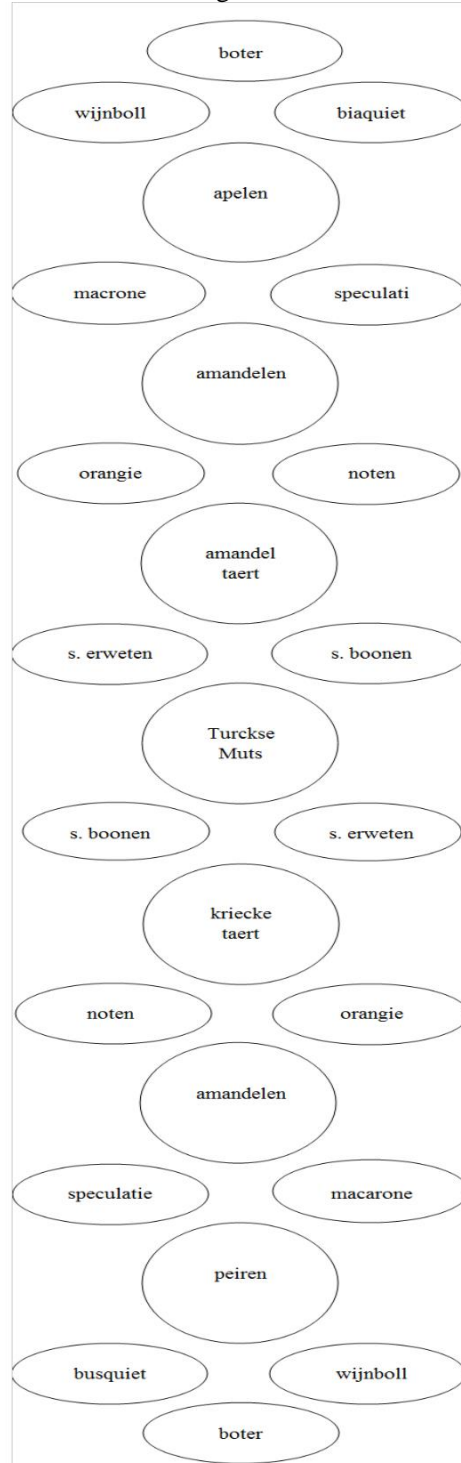 boter
wijnboll
biaquiet
apelen
macrone
speculati
amandelen
orangie
noten
amandel
taert
s. erweten
s. boonen
Turckse
Muts
s. boonen
s. erweten
kriecke
taert
noten
orangie
amandelen
speculatie
macarone
peiren
busquiet
wijnboll
boter